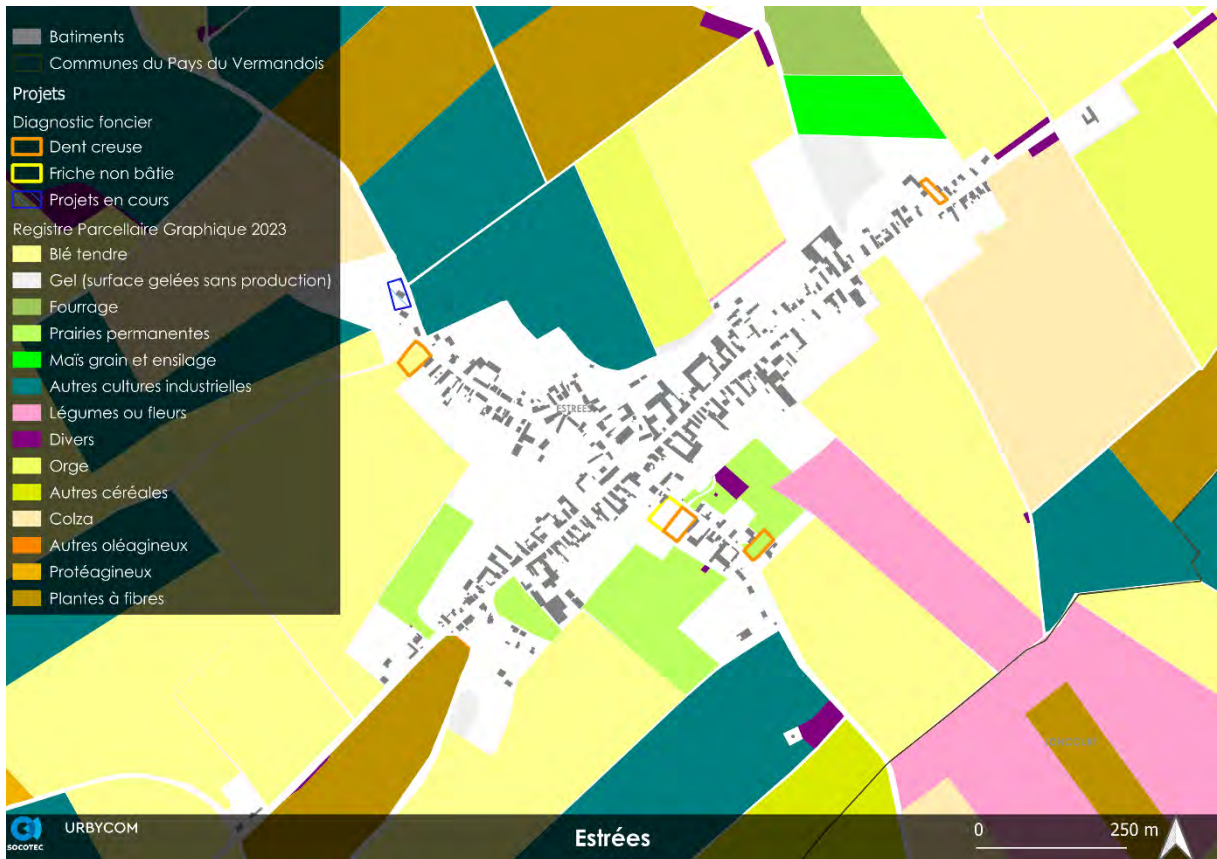 Batiments
Communes du Pays du Vermandois
Projets
Diagnostic foncier
Dent creuse
Friche non bâtie
Projets en cours
Registre Parcellaire Graphique 2023
Blé tendre
Gel (surface gelées sans production)
Fourrage
Prairies permanentes
Maïs grain et ensilage
Autres cultures industrielles
Légumes ou fleurs
Divers
Orge
Autres céréales
Colza
Autres oléagineux
Protéagineux
Plantes à fibres
ESTREES
SOCOTEC
URBYCOM
Estrées
0 250 m